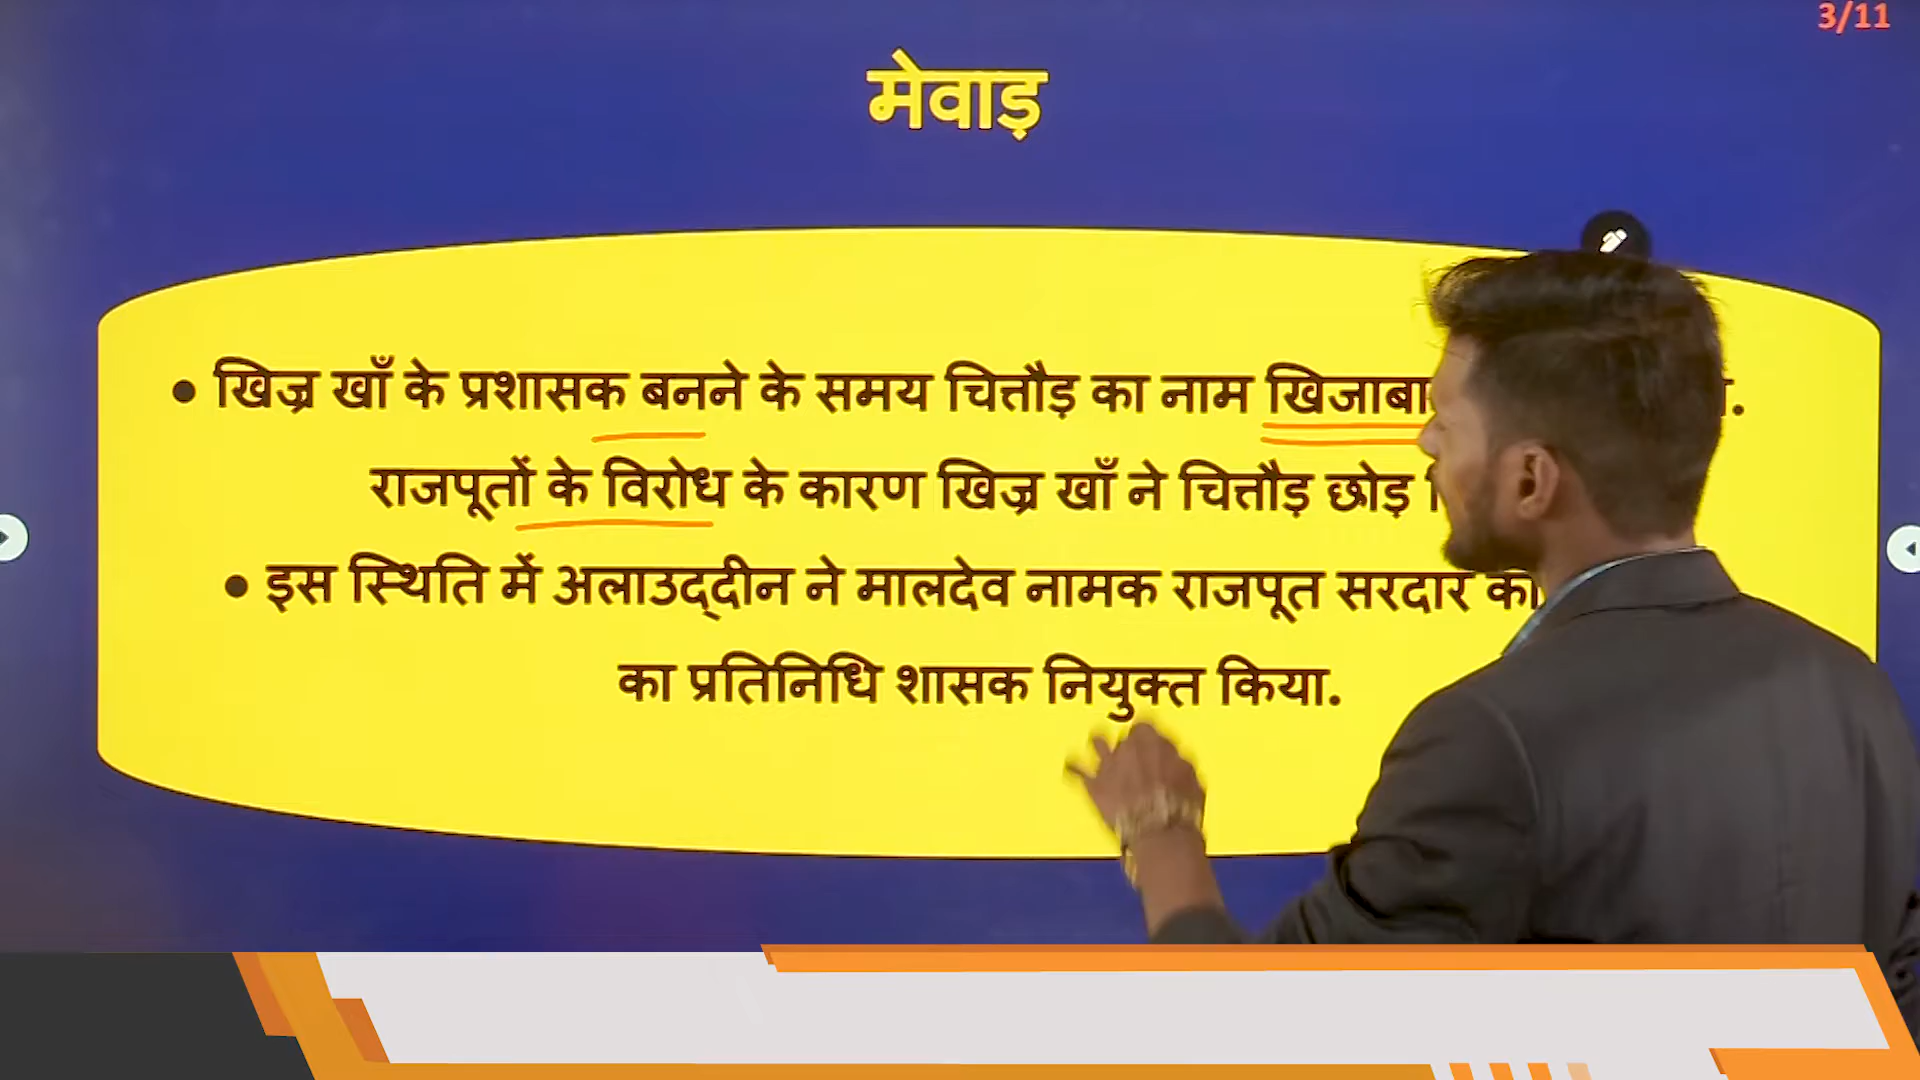 3/11
मेवाड़
• खिज्र खाँ के प्रशासक बनने के समय चित्तौड़ का नाम
राजपूतों के विरोध के कारण खिज्र खाँ ने चित्तौड़ छोड़
• इस स्थिति में अलाउद्दीन ने मालदेव नामक राजपूत सरदार
का प्रतिनिधि शासक नियुक्त किया.